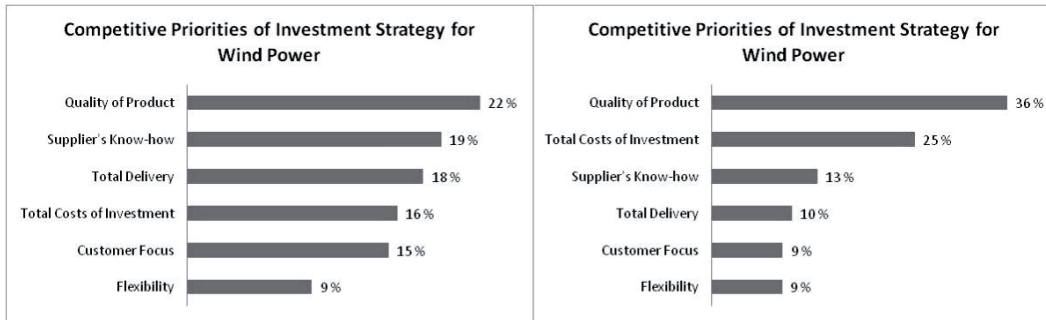 Competitive Priorities of Investment Strategy for
Wind Power
Quality of Product 22 %
Supplier's Know-how 19 %
Total Delivery 18 %
Total Costs of Investment 16 %
Customer Focus 15 %
Flexibility 9 %
Competitive Priorities of Investment Strategy for
Wind Power
Quality of Product 36 %
Total Costs of Investment 25 %
Supplier's Know-how 13 %
Total Delivery 10 %
Customer Focus 9 %
Flexibility 9 %